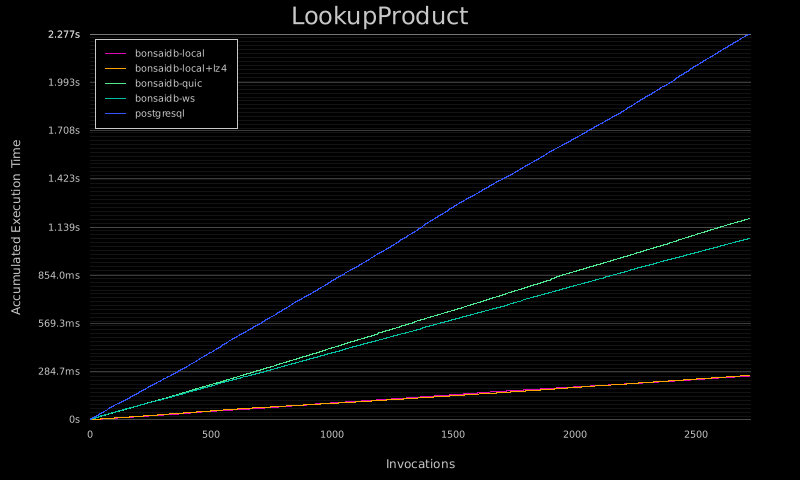 LookupProduct
2.277s
1.993s
1.708s
1.423s
1.139s
854.0ms
569.3ms
284.7ms
0s
bonsaidb-local
bonsaidb-local+lz4
bonsaidb-quic
bonsaidb-ws
postgresql
Accumulated Execution Time
0 500 1000 1500 2000 2500
Invocations